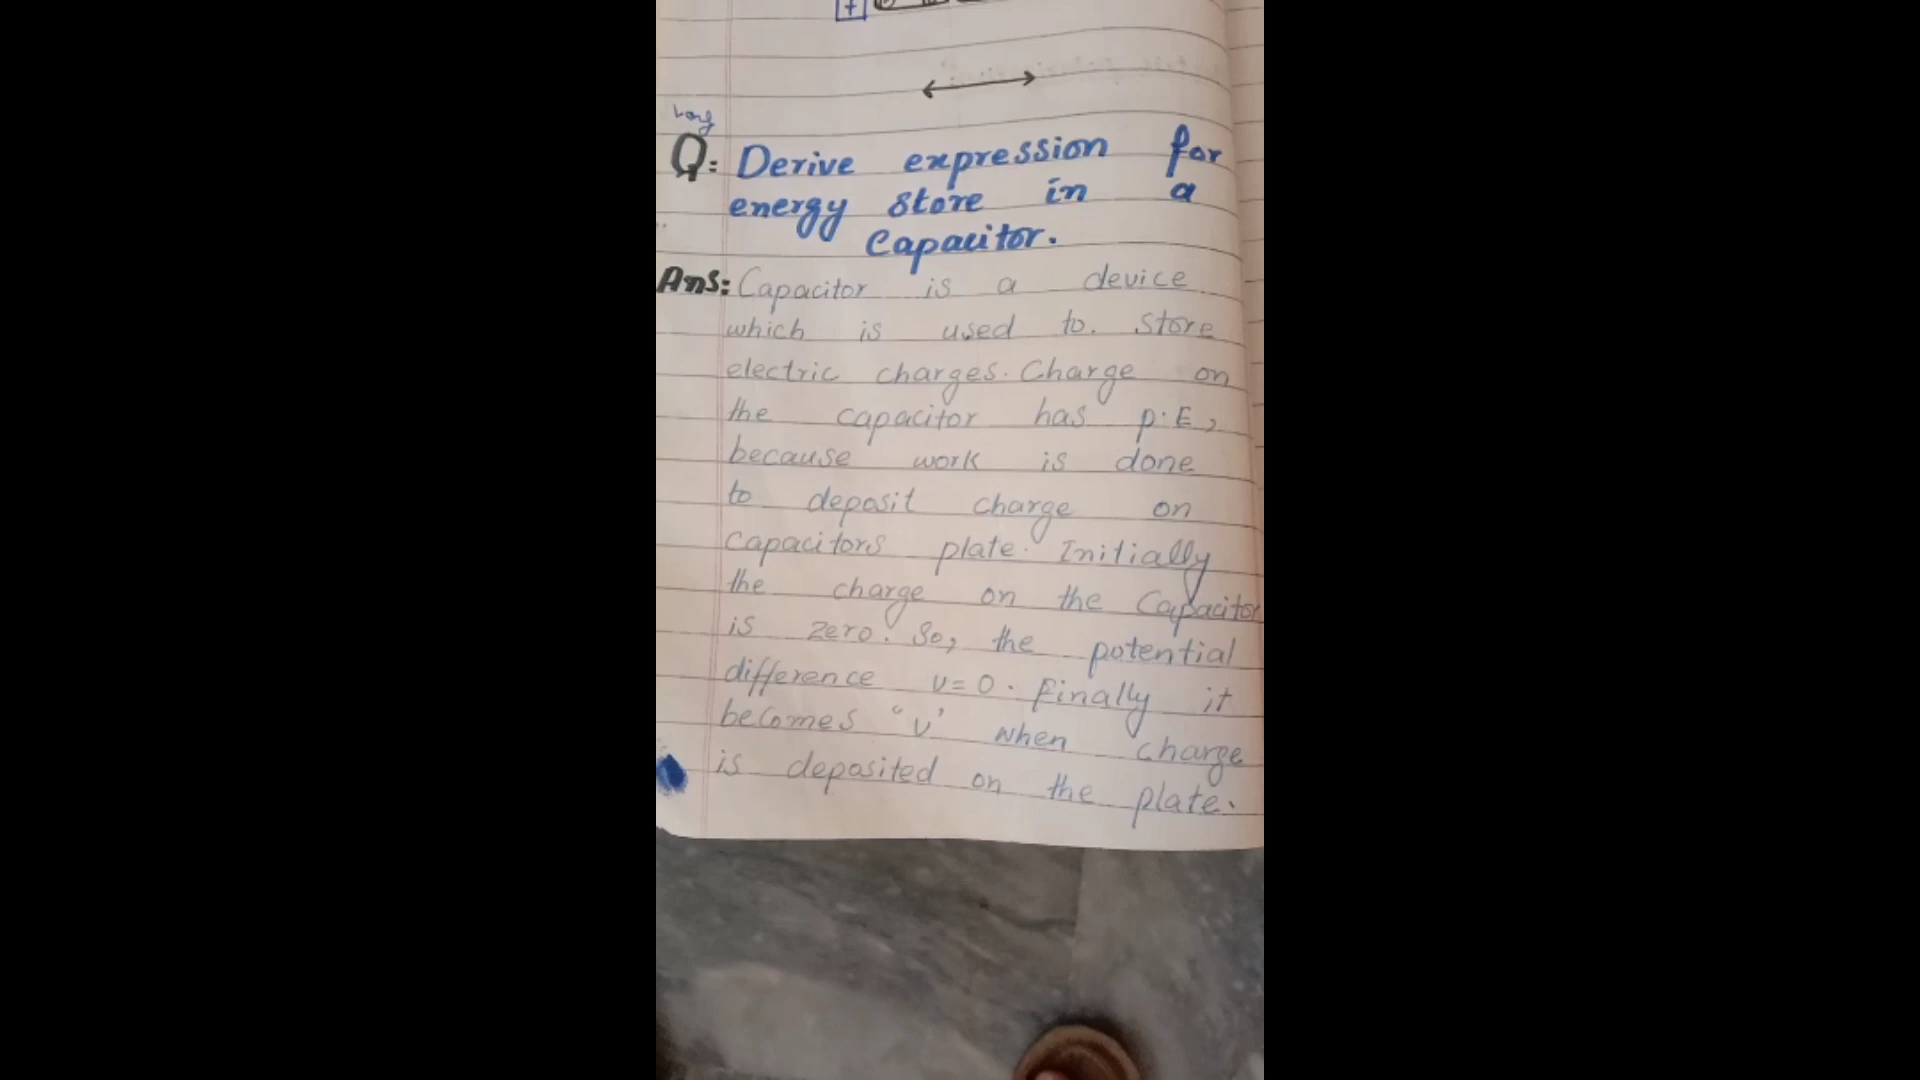 Long
Q: Derive expression for
energy store in a
Capacitor.
Ans: Capacitor is a device
which is used to store
electric charges. Charge on
the capacitor has P.E,
because work is done
to deposit charge on
capacitors plate. Initially
the charge on the Capacitor
is zero. So, the potential
difference v=0. Finally it
becomes "v" when charge
is deposited on the plate.